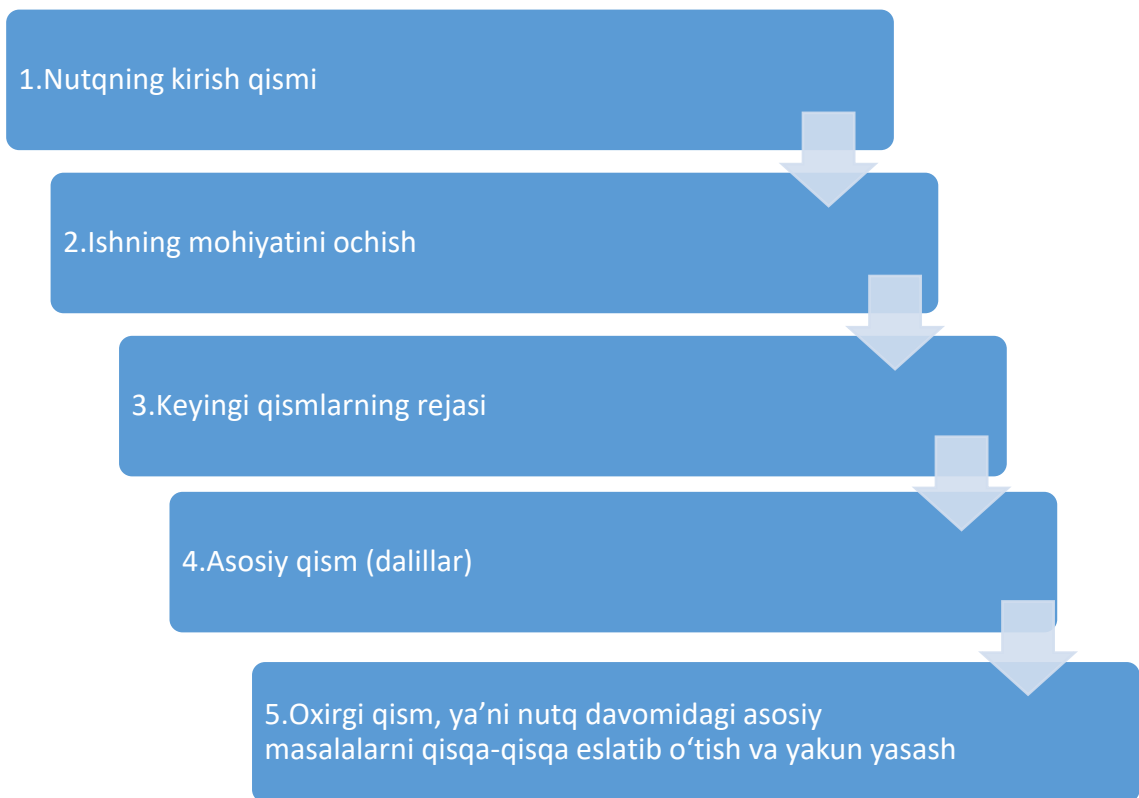 1.Nutqning kirish qismi
2.Ishning mohiyatini ochish
3.Keyingi qismlarning rejasi
4.Asosiy qism (dalillar)
5.Oxirgi qism, ya’ni nutq davomidagi asosiy
masalalarni qisqa-qisqa eslatib o‘tish va yakun yasash